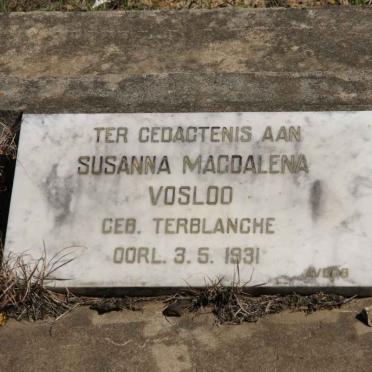 TER GEDAGTENIS AAN
SUSANNA MAGDALENA
VOSLOO
GEB. TERBLANCHE
OORL. 3. 5. 1931